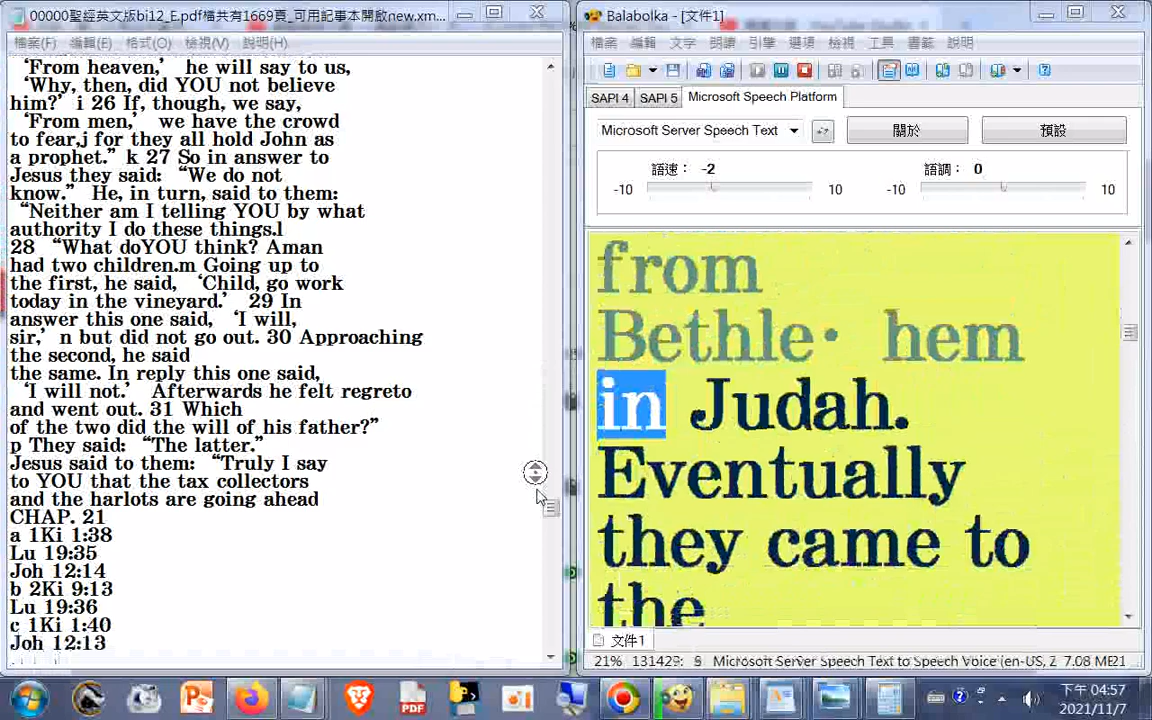 00000聖經英文版bi12_E.pdf檔共有1669頁_可用記事本開啟new.xm...
檔案(F) 編輯(E) 格式(O) 檢視(V) 說明(H)
‘From heaven,’ he will say to us,
‘Why, then, did YOU not believe
him?’ i 26 If, though, we say,
‘From men,’ we have the crowd
to fear,j for they all hold John as
a prophet.” k 27 So in answer to
Jesus they said: “We do not
know.” He, in turn, said to them:
“Neither am I telling YOU by what
authority I do these things.l
28 “What doYOU think? Aman
had two children.m Going up to
the first, he said, ‘Child, go work
today in the vineyard.’ 29 In
answer this one said, ‘I will,
sir,’ n but did not go out. 30 Approaching
the second, he said
the same. In reply this one said,
‘I will not.’ Afterwards he felt regreto
and went out. 31 Which
of the two did the will of his father?”
p They said: “The latter.”
Jesus said to them: “Truly I say
to YOU that the tax collectors
and the harlots are going ahead
CHAP. 21
a 1Ki 1:38
Lu 19:35
Joh 12:14
b 2Ki 9:13
Lu 19:36
c 1Ki 1:40
Joh 12:13
Balabolka - [文件1]
檔案 編輯 文字 朗讀 引擎 選項 檢視 工具 書籤 說明
SAPI 4 SAPI 5 Microsoft Speech Platform
Microsoft Server Speech Text 關於 預設
語速: -2 語調: 0
-10 10 -10 10
from
Bethle· hem
in Judah.
Eventually
they came to
the
文件1
21% 131429: § Microsoft Server Speech Text to Speech Voice (en-US, Z 7.08 ME21
PDF
下午 04:57
2021/11/7